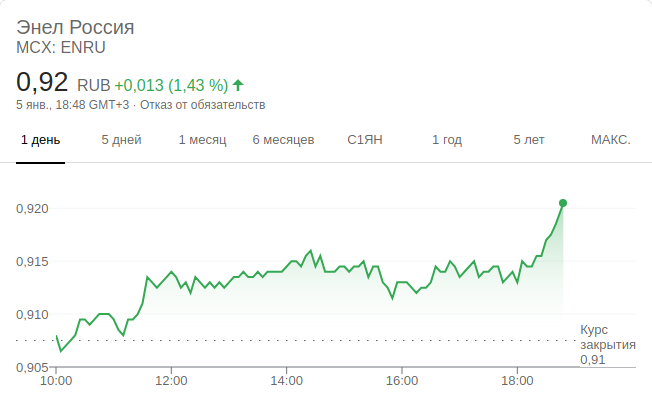 Энел Россия
MCX: ENRU
0,92 RUB +0,013 (1,43 %)
5 янв., 18:48 GMT+3 · Отказ от обязательств
1 день 5 дней 1 месяц 6 месяцев С1ЯН 1 год 5 лет МАКС.
0,920
0,915
0,910
Курс
закрытия
0,91
0,905
10:00 12:00 14:00 16:00 18:00